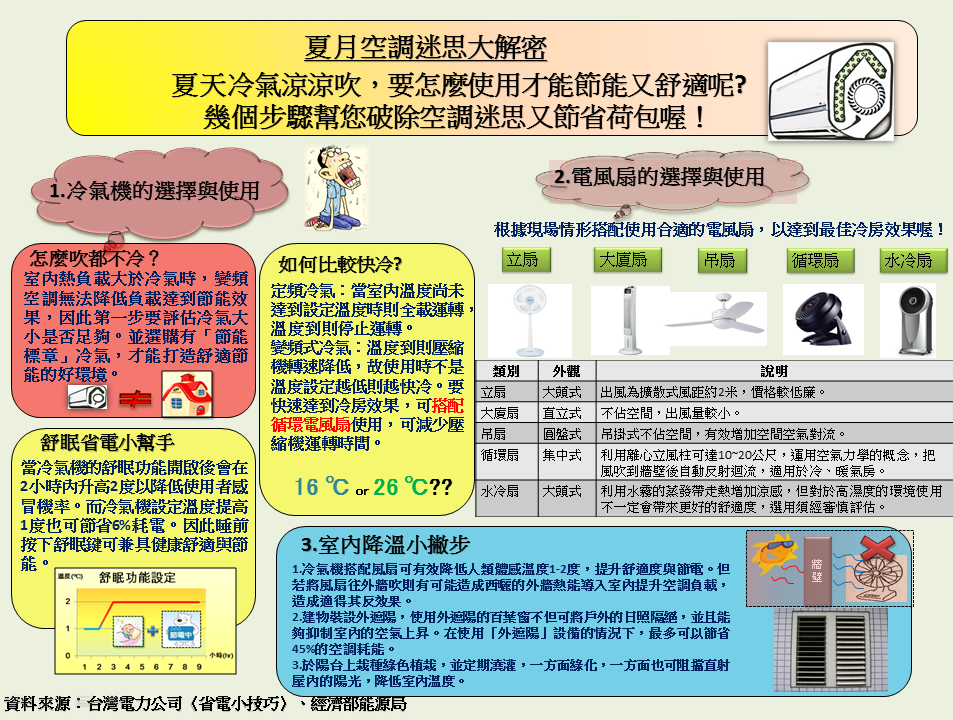 夏月空調迷思大解密
夏天冷氣涼涼吹，要怎麼使用才能節能又舒適呢?
幾個步驟幫您破除空調迷思又節省荷包喔！
1.冷氣機的選擇與使用
怎麼吹都不冷？
室內熱負載大於冷氣時，變頻
空調無法降低負載達到節能效
果，因此第一步要評估冷氣大
小是否足夠。並選購有「節能
標章」冷氣，才能打造舒適節
能的好環境。
舒眠省電小幫手
當冷氣機的舒眠功能開啟後會在
2小時內升高2度以降低使用者感
冒機率。而冷氣機設定溫度提高
1度也可節省6%耗電。因此睡前
按下舒眠鍵可兼具健康舒適與節
能。
溫度(℃)
舒眠功能設定
2
1
節電中
小時(hr)
1 2 3 4 5 6 7 8 9
如何比較快冷?
定頻冷氣：當室內溫度尚未
達到設定溫度時則全載運轉，
溫度到則停止運轉。
變頻式冷氣：溫度到則壓縮
機轉速降低，故使用時不是
溫度設定越低則越快冷。要
快速達到冷房效果，可搭配
循環電風扇使用，可減少壓
縮機運轉時間。
16 ℃ or 26 ℃??
2.電風扇的選擇與使用
根據現場情形搭配使用合適的電風扇，以達到最佳冷房效果喔！
立扇 大廈扇 吊扇 循環扇 水冷扇
類別 外觀 說明
立扇 大頭式 出風為擴散式風距約2米，價格較低廉。
大廈扇 直立式 不佔空間，出風量較小。
吊扇 圓盤式 吊掛式不佔空間，有效增加空間空氣對流。
循環扇 集中式 利用離心立風柱可達10~20公尺，運用空氣力學的概念，把
風吹到牆壁後自動反射迴流，適用於冷、暖氣房。
水冷扇 大頭式 利用水霧的蒸發帶走熱增加涼感，但對於高濕度的環境使用
不一定會帶來更好的舒適度，選用須經審慎評估。
3.室內降溫小撇步
1.冷氣機搭配風扇可有效降低人類體感溫度1-2度，提升舒適度與節電。但
若將風扇往外牆吹則有可能造成西曬的外牆熱能導入室內提升空調負載，
造成適得其反效果。
2.建物裝設外遮陽，使用外遮陽的百葉窗不但可將戶外的日照隔絕，並且能
夠抑制室內的空氣上昇。在使用「外遮陽」設備的情況下，最多可以節省
45%的空調耗能。
3.於陽台上栽種綠色植栽，並定期澆灌，一方面綠化，一方面也可阻擋直射
屋內的陽光，降低室內溫度。
牆壁
資料來源：台灣電力公司〈省電小技巧〉、經濟部能源局